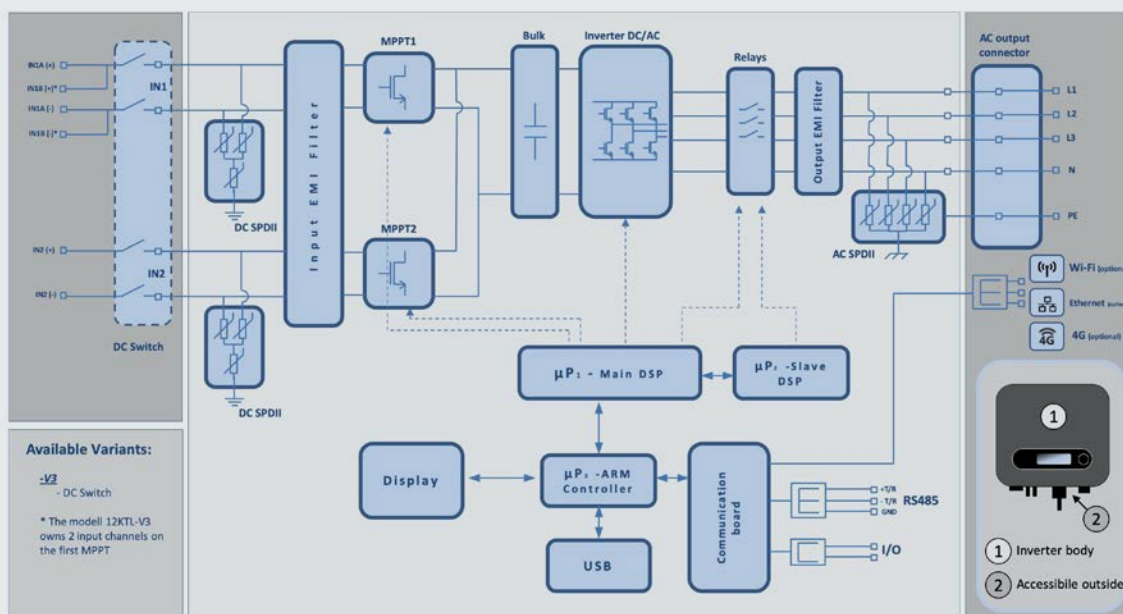 IN1A (+)
IN1B (+)*
IN1A (-)
IN1B (-)*
IN1
IN2 (+)
IN2 (-)
IN2
DC Switch
DC SPDII
DC SPDII
Input EMI Filter
MPPT1
MPPT2
Bulk
Inverter DC/AC
Relays
Output EMI Filter
AC SPDII
AC output
connector
L1
L2
L3
N
PE
Wi-Fi
Ethernet
4G
4G (optional)
µP₁ - Main DSP
-Slave
DSP
-ARM
Controller
Display
USB
Communication
board
+T/R
- T/R
GND
RS485
I/O
Available Variants:
-V3
- DC Switch
* The modell 12KTL-V3
owns 2 input channels on
the first MPPT
1
2
1 Inverter body
2 Accessibile outside